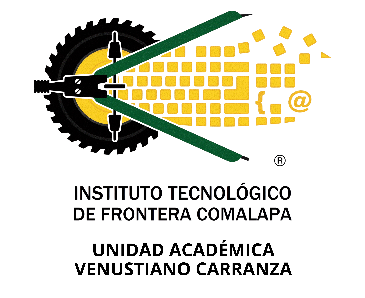 { @
®
INSTITUTO TECNOLÓGICO
DE FRONTERA COMALAPA
UNIDAD ACADÉMICA
VENUSTIANO CARRANZA